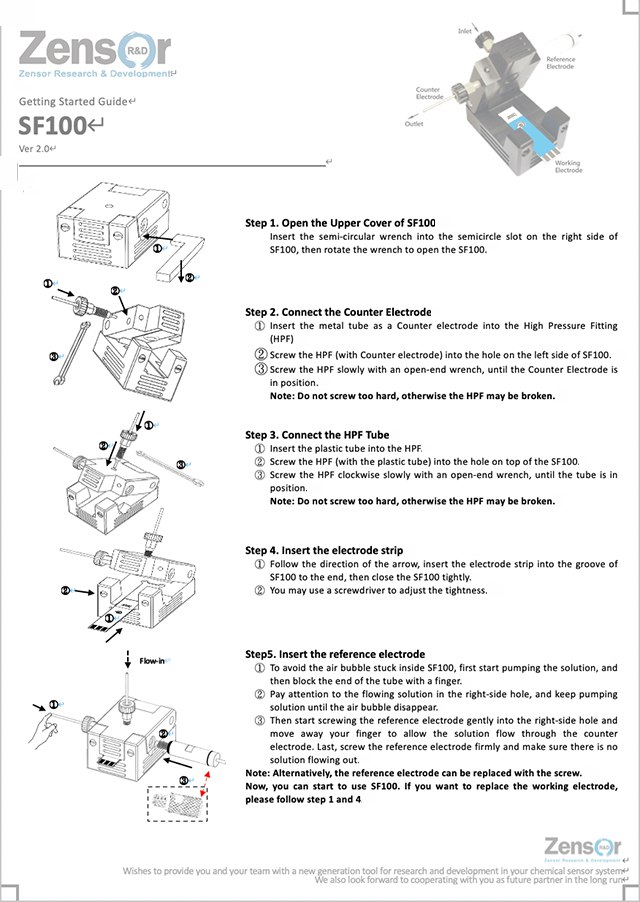 Zensor
R&D
Zensor Research & Development
Getting Started Guide
SF100
Ver 2.0
Inlet
Reference
Electrode
Counter
Electrode
Outlet
Working
Electrode
Step 1. Open the Upper Cover of SF100
Insert the semi-circular wrench into the semicircle slot on the right side of
SF100, then rotate the wrench to open the SF100.
①
②
Step 2. Connect the Counter Electrode
① Insert the metal tube as a Counter electrode into the High Pressure Fitting
(HPF)
② Screw the HPF (with Counter electrode) into the hole on the left side of SF100.
③ Screw the HPF slowly with an open-end wrench, until the Counter Electrode is
in position.
Note: Do not screw too hard, otherwise the HPF may be broken.
①
②
③
Step 3. Connect the HPF Tube
① Insert the plastic tube into the HPF.
② Screw the HPF (with the plastic tube) into the hole on top of the SF100.
③ Screw the HPF clockwise slowly with an open-end wrench, until the tube is in
position.
Note: Do not screw too hard, otherwise the HPF may be broken.
①
②
③
Step 4. Insert the electrode strip
① Follow the direction of the arrow, insert the electrode strip into the groove of
SF100 to the end, then close the SF100 tightly.
② You may use a screwdriver to adjust the tightness.
②
①
Step5. Insert the reference electrode
① To avoid the air bubble stuck inside SF100, first start pumping the solution, and
then block the end of the tube with a finger.
② Pay attention to the flowing solution in the right-side hole, and keep pumping
solution until the air bubble disappear.
③ Then start screwing the reference electrode gently into the right-side hole and
move away your finger to allow the solution flow through the counter
electrode. Last, screw the reference electrode firmly and make sure there is no
solution flowing out.
Note: Alternatively, the reference electrode can be replaced with the screw.
Now, you can start to use SF100. If you want to replace the working electrode,
please follow step 1 and 4
Flow-in
①
②
③
Zensor
R&D
Zensor Research & Development
Wishes to provide you and your team with a new generation tool for research and development in your chemical sensor system
We also look forward to cooperating with you as future partner in the long run